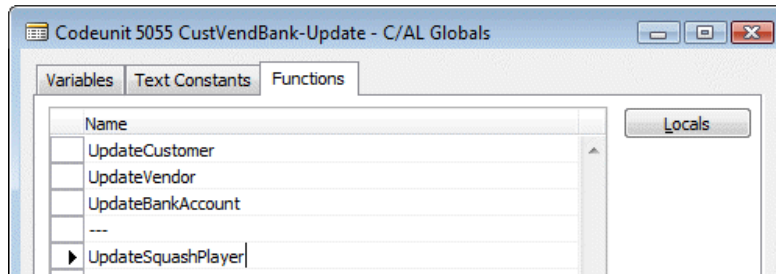 Codeunit 5055 CustVendBank-Update - C/AL Globals
Variables Text Constants Functions
Name
Locals
UpdateCustomer
UpdateVendor
UpdateBankAccount
---
UpdateSquashPlayer